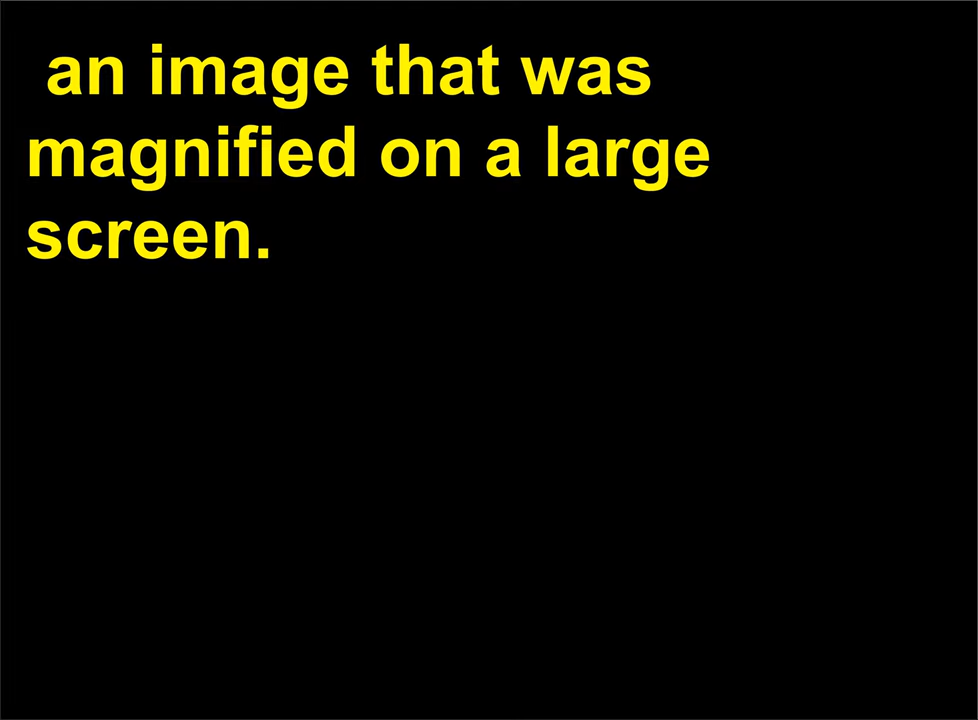 an image that was
magnified on a large
screen.